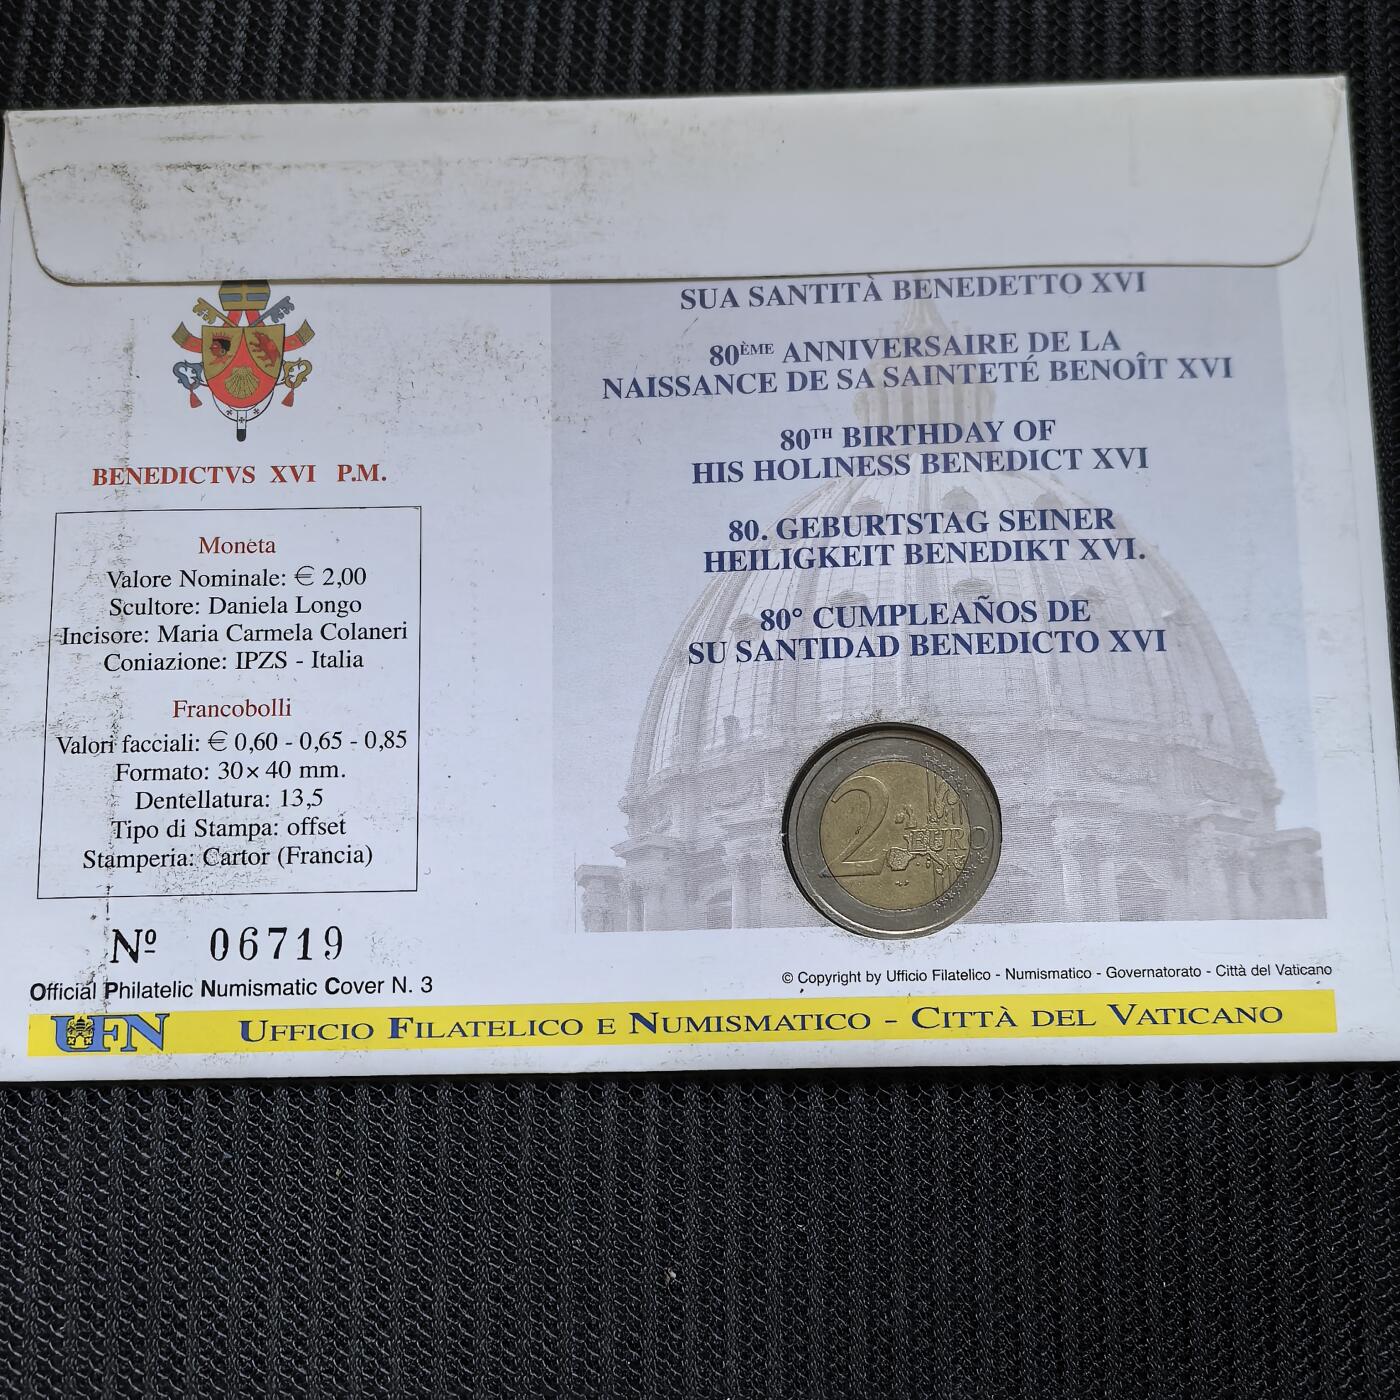 SUA SANTITÀ BENEDETTO XVI
80ÈME ANNIVERSAIRE DE LA
NAISSANCE DE SA SAINTETÉ BENOÎT XVI
80TH BIRTHDAY OF
HIS HOLINESS BENEDICT XVI
80. GEBURTSTAG SEINER
HEILIGKEIT BENEDIKT XVI.
80° CUMPLEAÑOS DE
SU SANTIDAD BENEDICTO XVI
BENEDICTVS XVI P.M.
Moneta
Valore Nominale: € 2,00
Scultore: Daniela Longo
Incisore: Maria Carmela Colaneri
Coniazione: IPZS - Italia
Francobolli
Valori facciali: € 0,60 - 0,65 - 0,85
Formato: 30×40 mm.
Dentellatura: 13,5
Tipo di Stampa: offset
Stamperia: Cartor (Francia)
2 EURO
Nº 06719
Official Philatelic Numismatic Cover N. 3
© Copyright by Ufficio Filatelico - Numismatico - Governatorato - Città del Vaticano
UFN UFFICIO FILATELICO E NUMISMATICO - CITTÀ DEL VATICANO